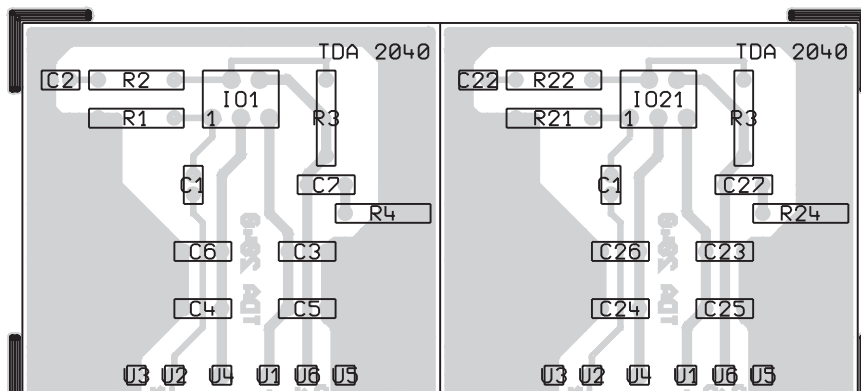 TDA 2040 TDA 2040
C2 R2 C22 R22
IO1 IO21
R1 1 R3 R21 1 R3
C1 C7 C1 C27
R4 R24
C6 C3 C26 C23
C4 C5 C24 C25
U3 U2 U4 U1 U6 U5 U3 U2 U4 U1 U6 U5